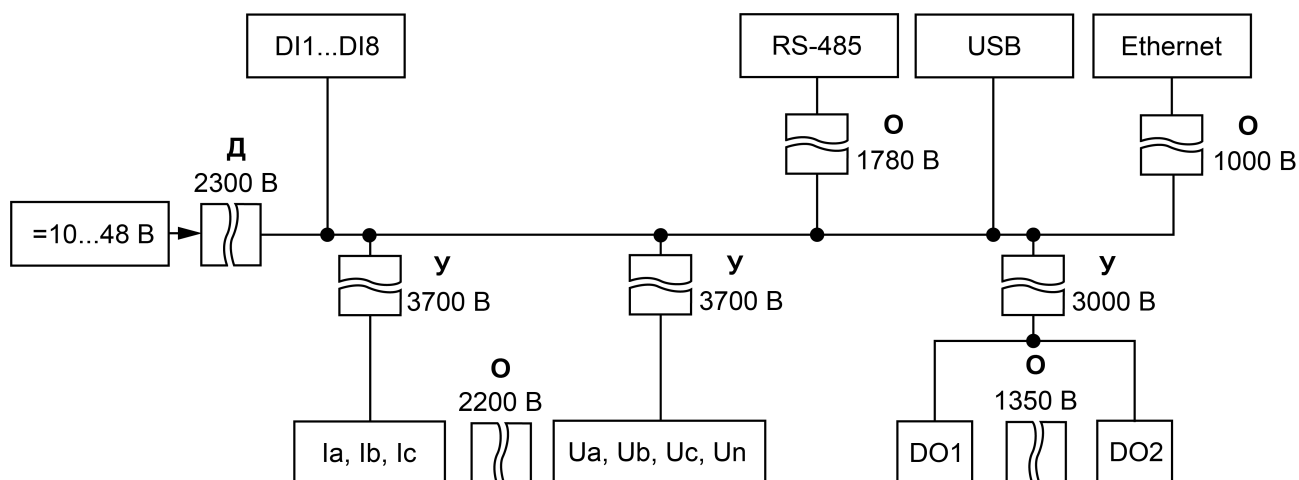 DI1...DI8
RS-485
USB
Ethernet
О
1780 В
О
1000 В
Д
2300 В
=10...48 В
У
3700 В
У
3700 В
У
3000 В
О
2200 В
О
1350 В
Ia, Ib, Ic
Ua, Ub, Uc, Un
DO1
DO2